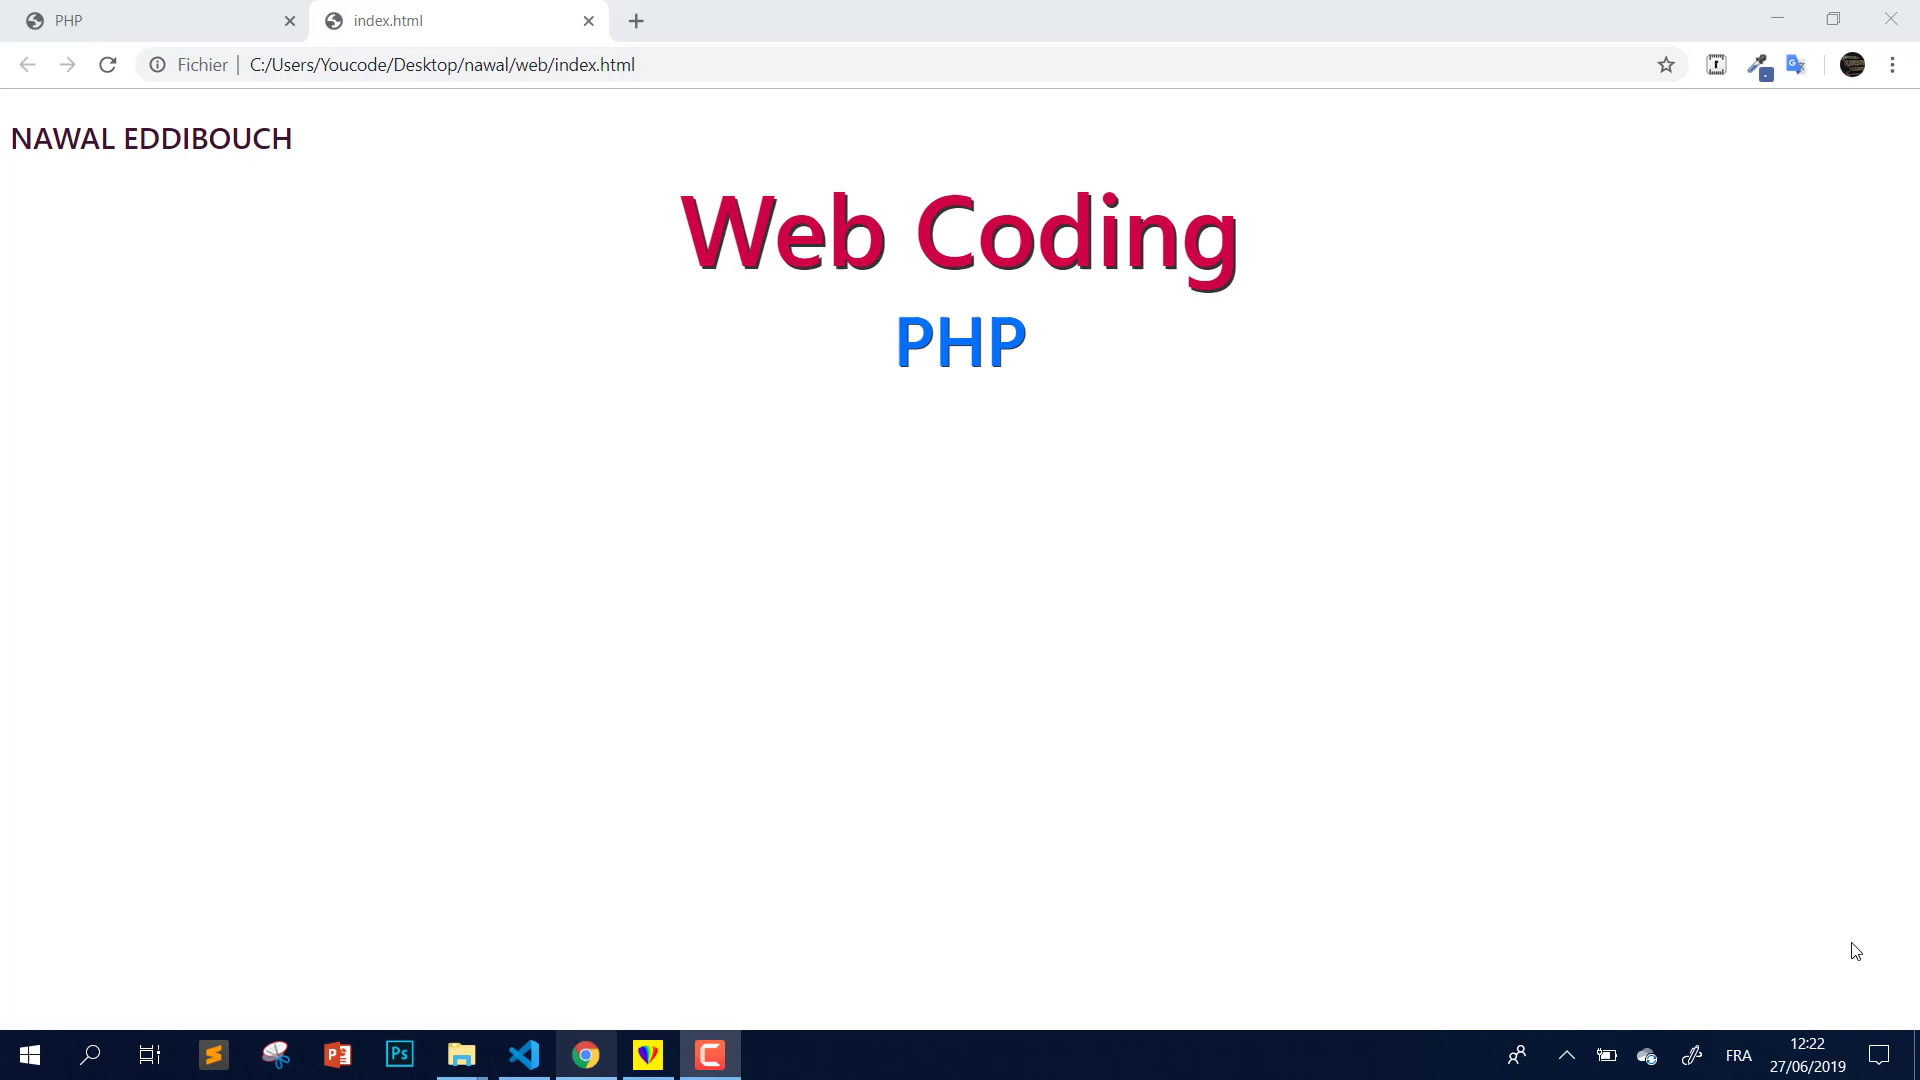 PHP
index.html
Fichier | C:/Users/Youcode/Desktop/nawal/web/index.html
NAWAL EDDIBOUCH
Web Coding
PHP
FRA
12:22
27/06/2019